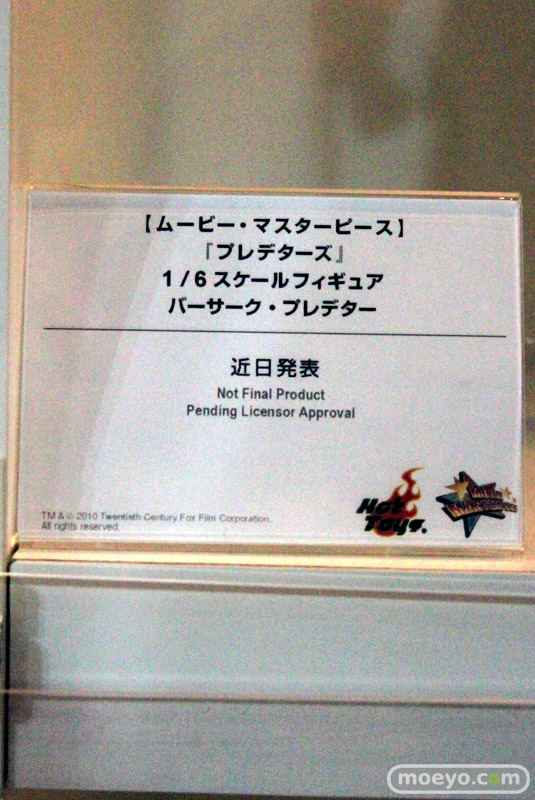 【ムービー・マスターピース】
『プレデターズ』
1/6スケールフィギュア
バーサーク・プレデター
近日発表
Not Final Product
Pending Licensor Approval
TM & © 2010 Twentieth Century Fox Film Corporation.
All rights reserved.
Hot
Toys.
MOVIE
MASTERPIECE
moeyo.com